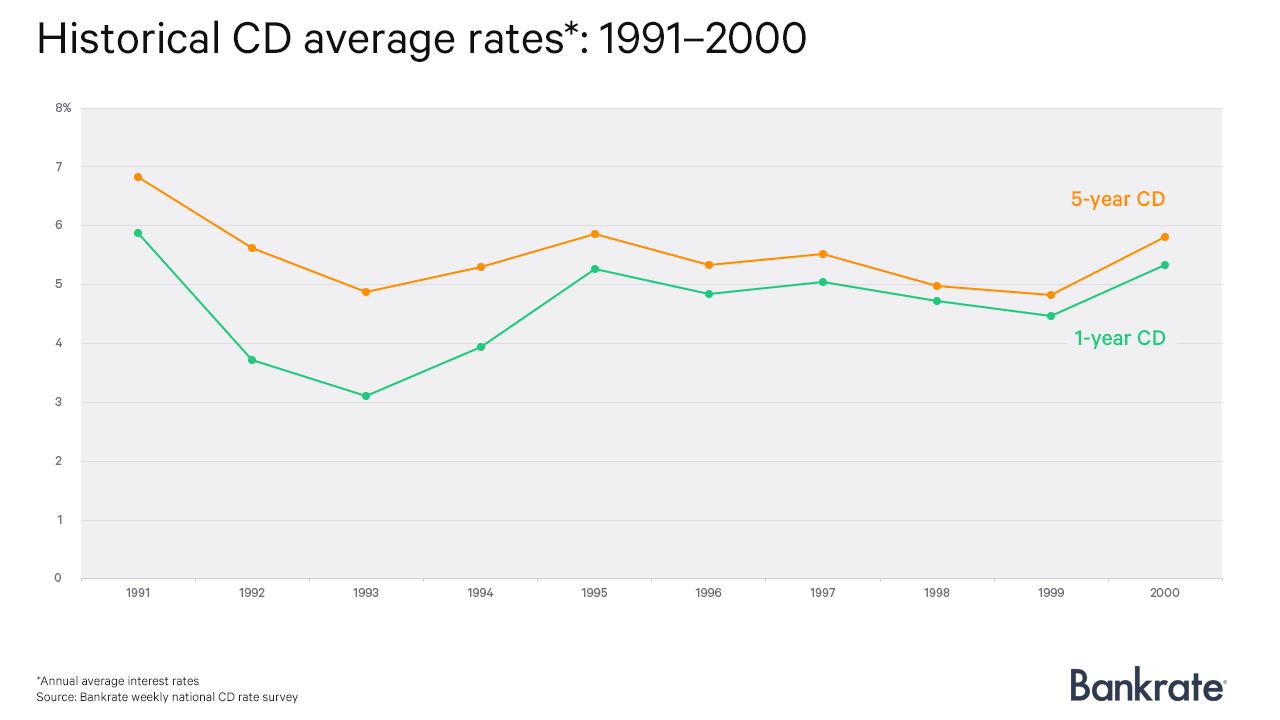 Historical CD average rates*: 1991–2000
8%
7
6
5
4
3
2
1
0
5-year CD
1-year CD
1991 1992 1993 1994 1995 1996 1997 1998 1999 2000
*Annual average interest rates
Source: Bankrate weekly national CD rate survey
Bankrate®